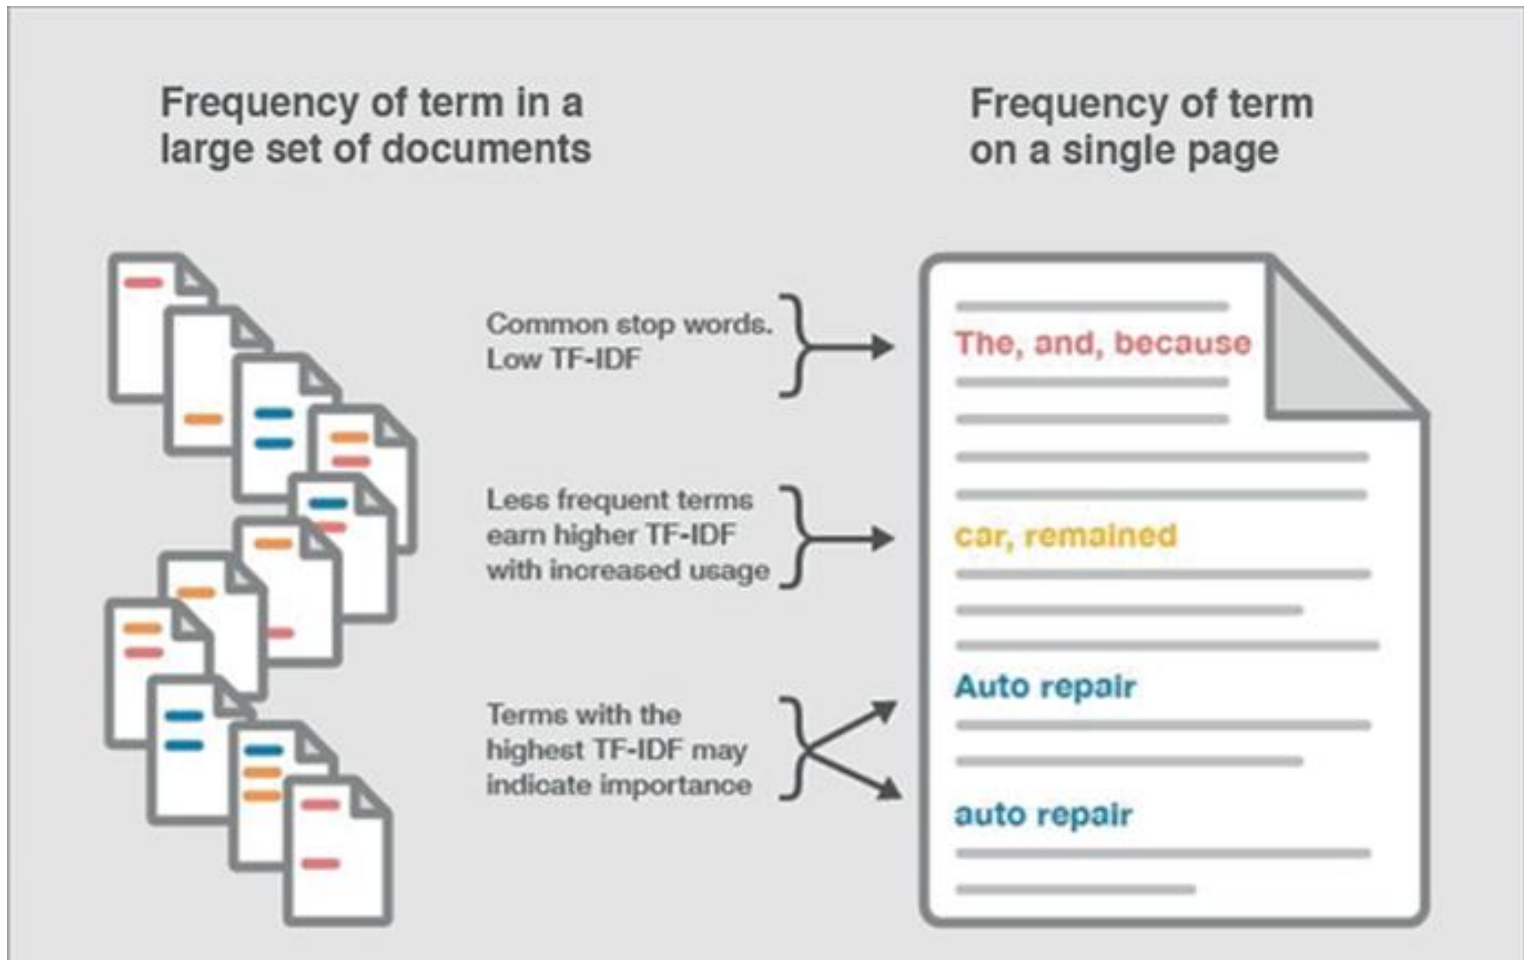 Frequency of term in a
large set of documents
Frequency of term
on a single page
Common stop words.
Low TF-IDF
Less frequent terms
earn higher TF-IDF
with increased usage
Terms with the
highest TF-IDF may
indicate importance
The, and, because
car, remained
Auto repair
auto repair